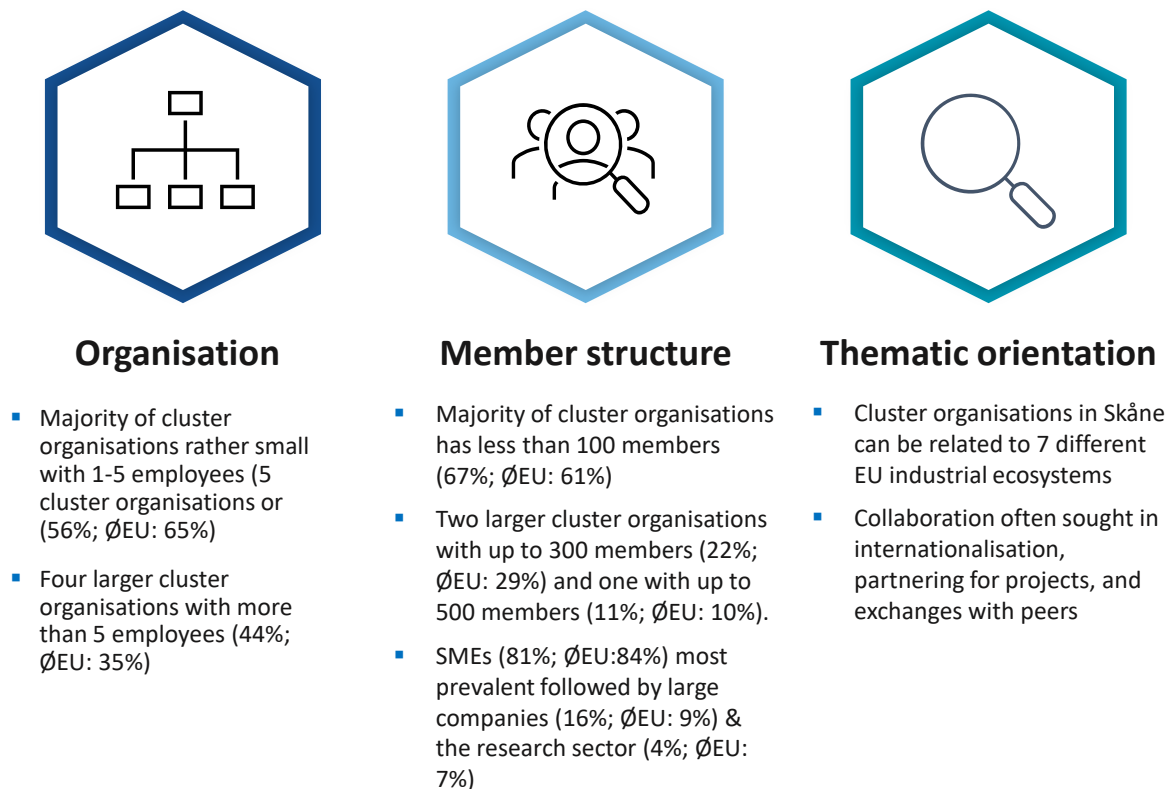 Organisation
▪ Majority of cluster
organisations rather small
with 1-5 employees (5
cluster organisations or
(56%; ØEU: 65%)
▪ Four larger cluster
organisations with more
than 5 employees (44%;
ØEU: 35%)
Member structure
▪ Majority of cluster organisations
has less than 100 members
(67%; ØEU: 61%)
▪ Two larger cluster organisations
with up to 300 members (22%;
ØEU: 29%) and one with up to
500 members (11%; ØEU: 10%).
▪ SMEs (81%; ØEU:84%) most
prevalent followed by large
companies (16%; ØEU: 9%) &
the research sector (4%; ØEU:
7%)
Thematic orientation
▪ Cluster organisations in Skåne
can be related to 7 different
EU industrial ecosystems
▪ Collaboration often sought in
internationalisation,
partnering for projects, and
exchanges with peers